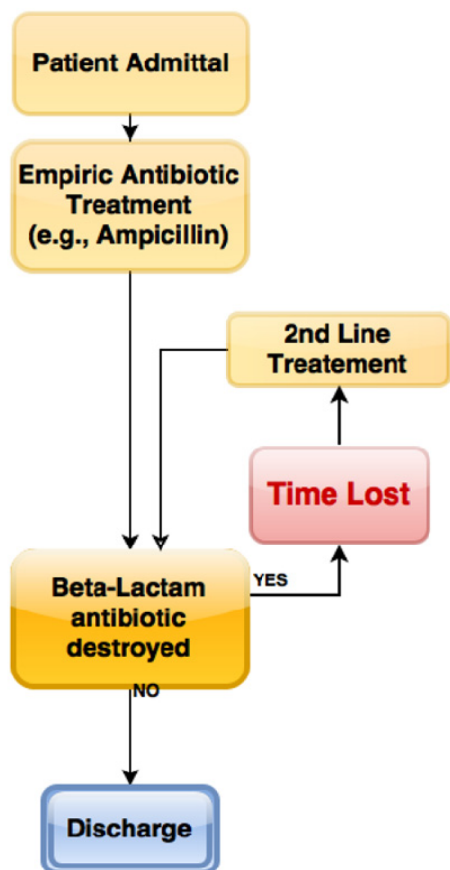 Patient Admittal
Empiric Antibiotic
Treatment
(e.g., Ampicillin)
2nd Line
Treatement
Time Lost
YES
Beta-Lactam
antibiotic
destroyed
NO
Discharge